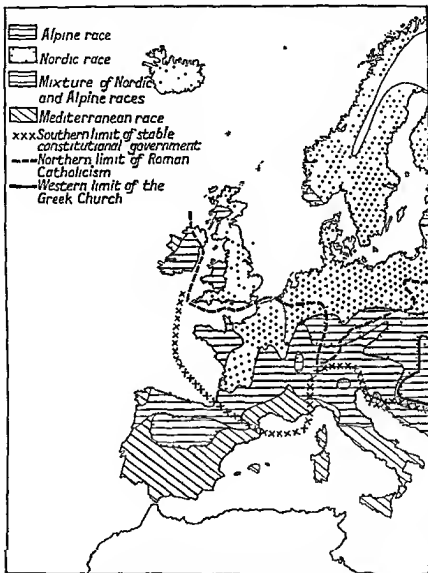 Alpine race
Nordic race
Mixture of Nordic
and Alpine races
Mediterranean race
xxx Southern limit of stable
constitutional government
Northern limit of Roman
Catholicism
Western limit of the
Greek Church